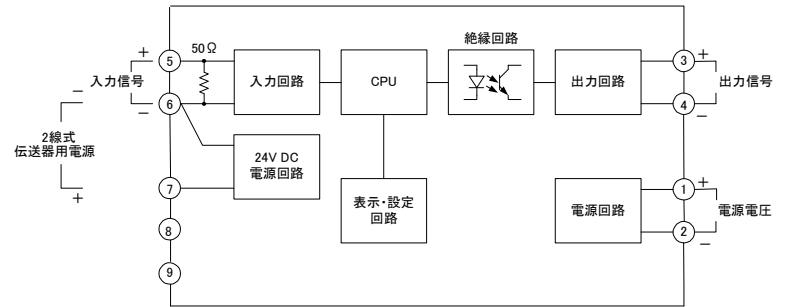 絶縁回路
50Ω
+
5
入力信号
−
6
入力回路
CPU
出力回路
3
+
出力信号
4
−
−
2線式
伝送器用電源
+
24V DC
電源回路
7
表示・設定
回路
電源回路
1
+
電源電圧
2
−
8
9